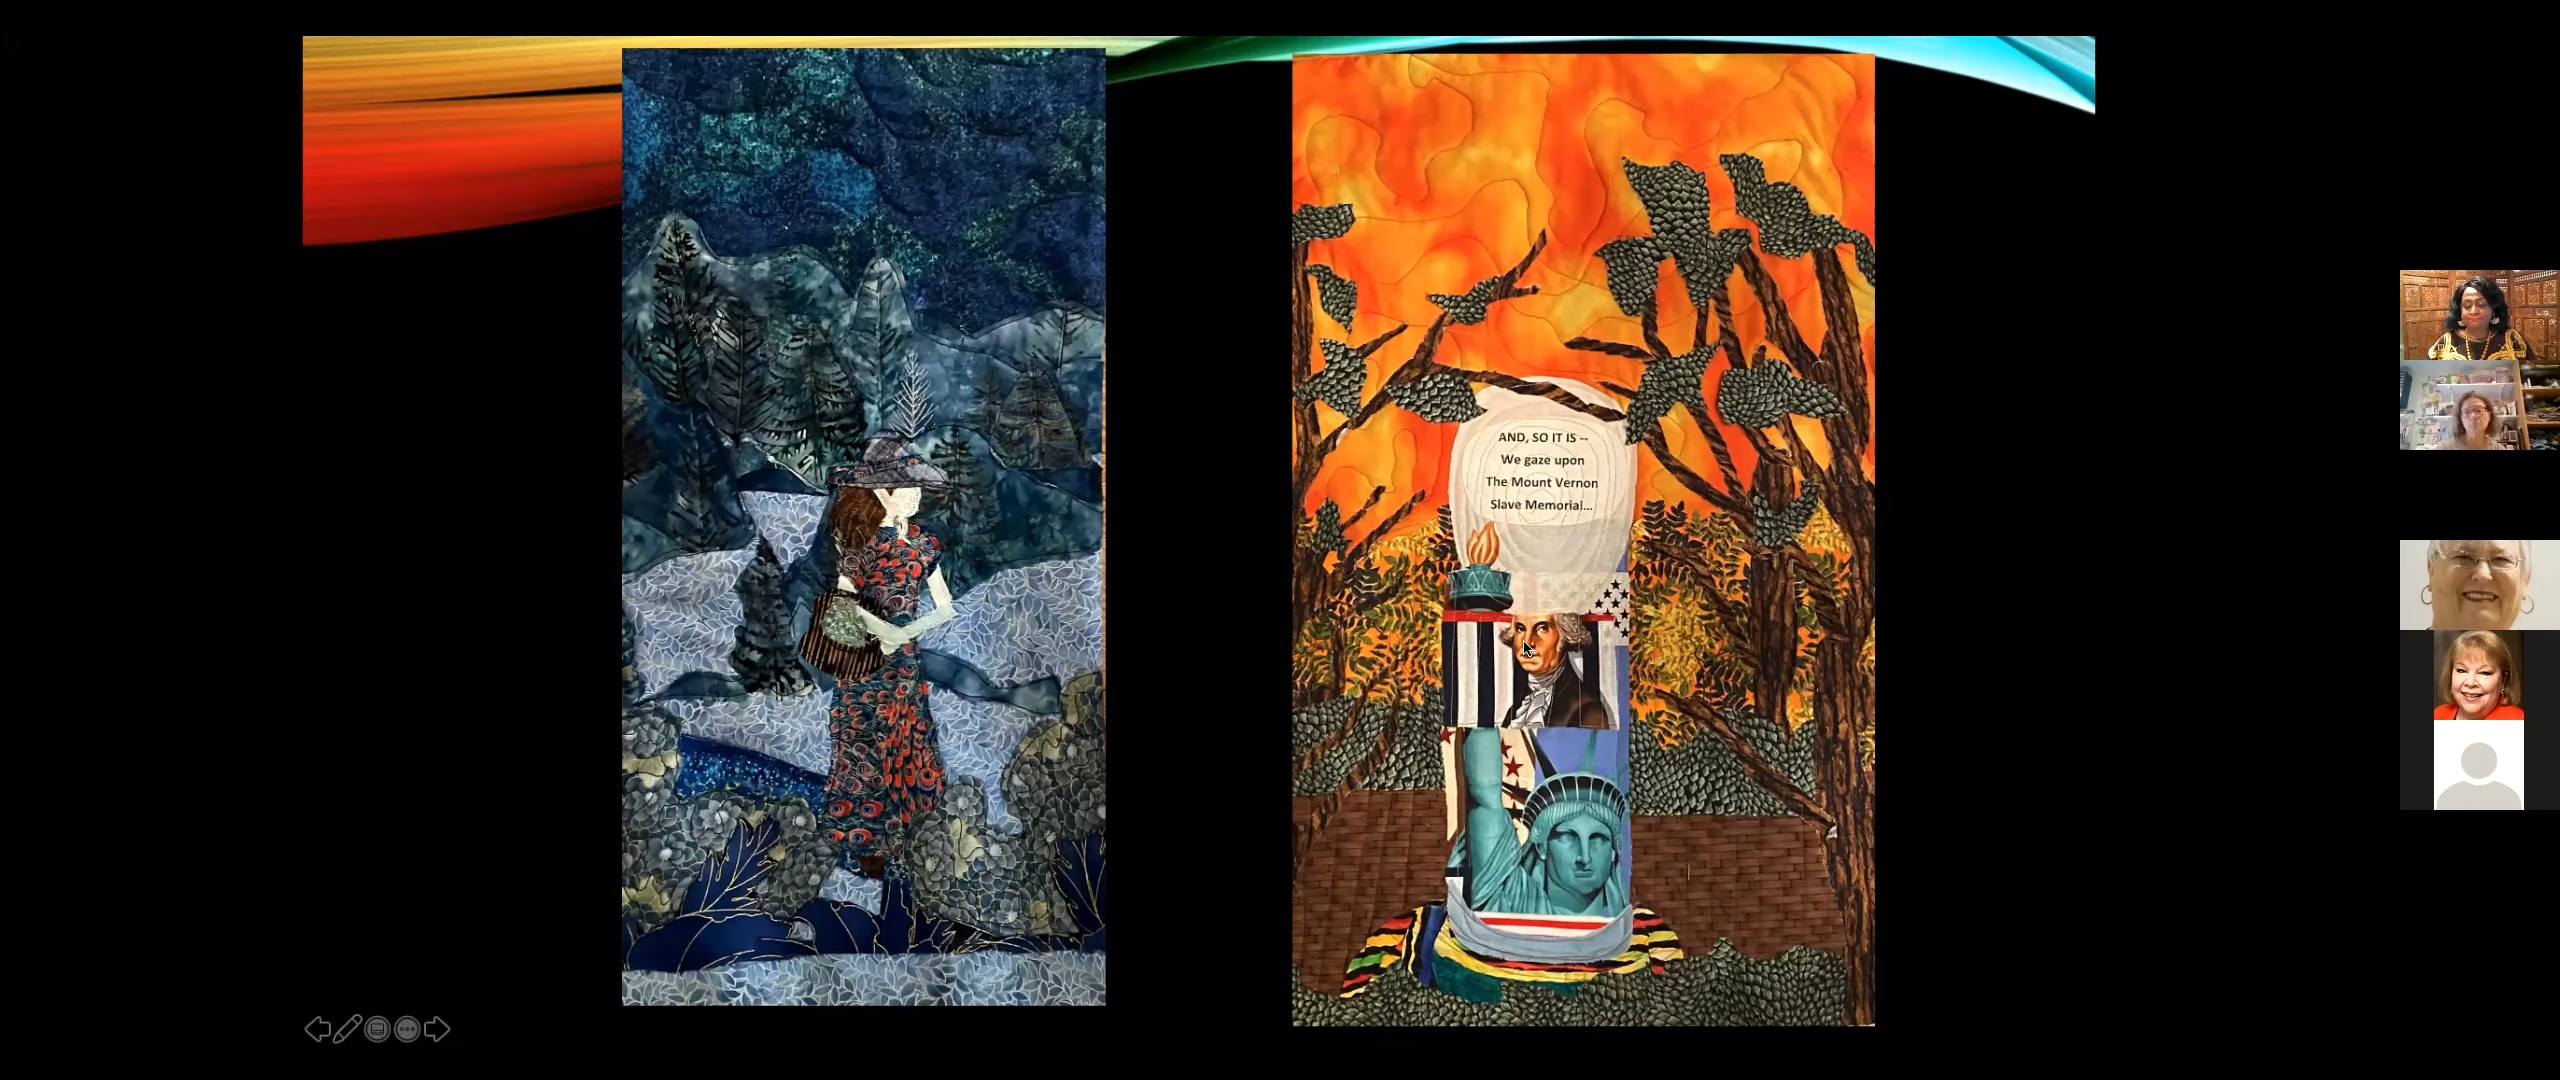 AND, SO IT IS --
We gaze upon
The Mount Vernon
Slave Memorial...